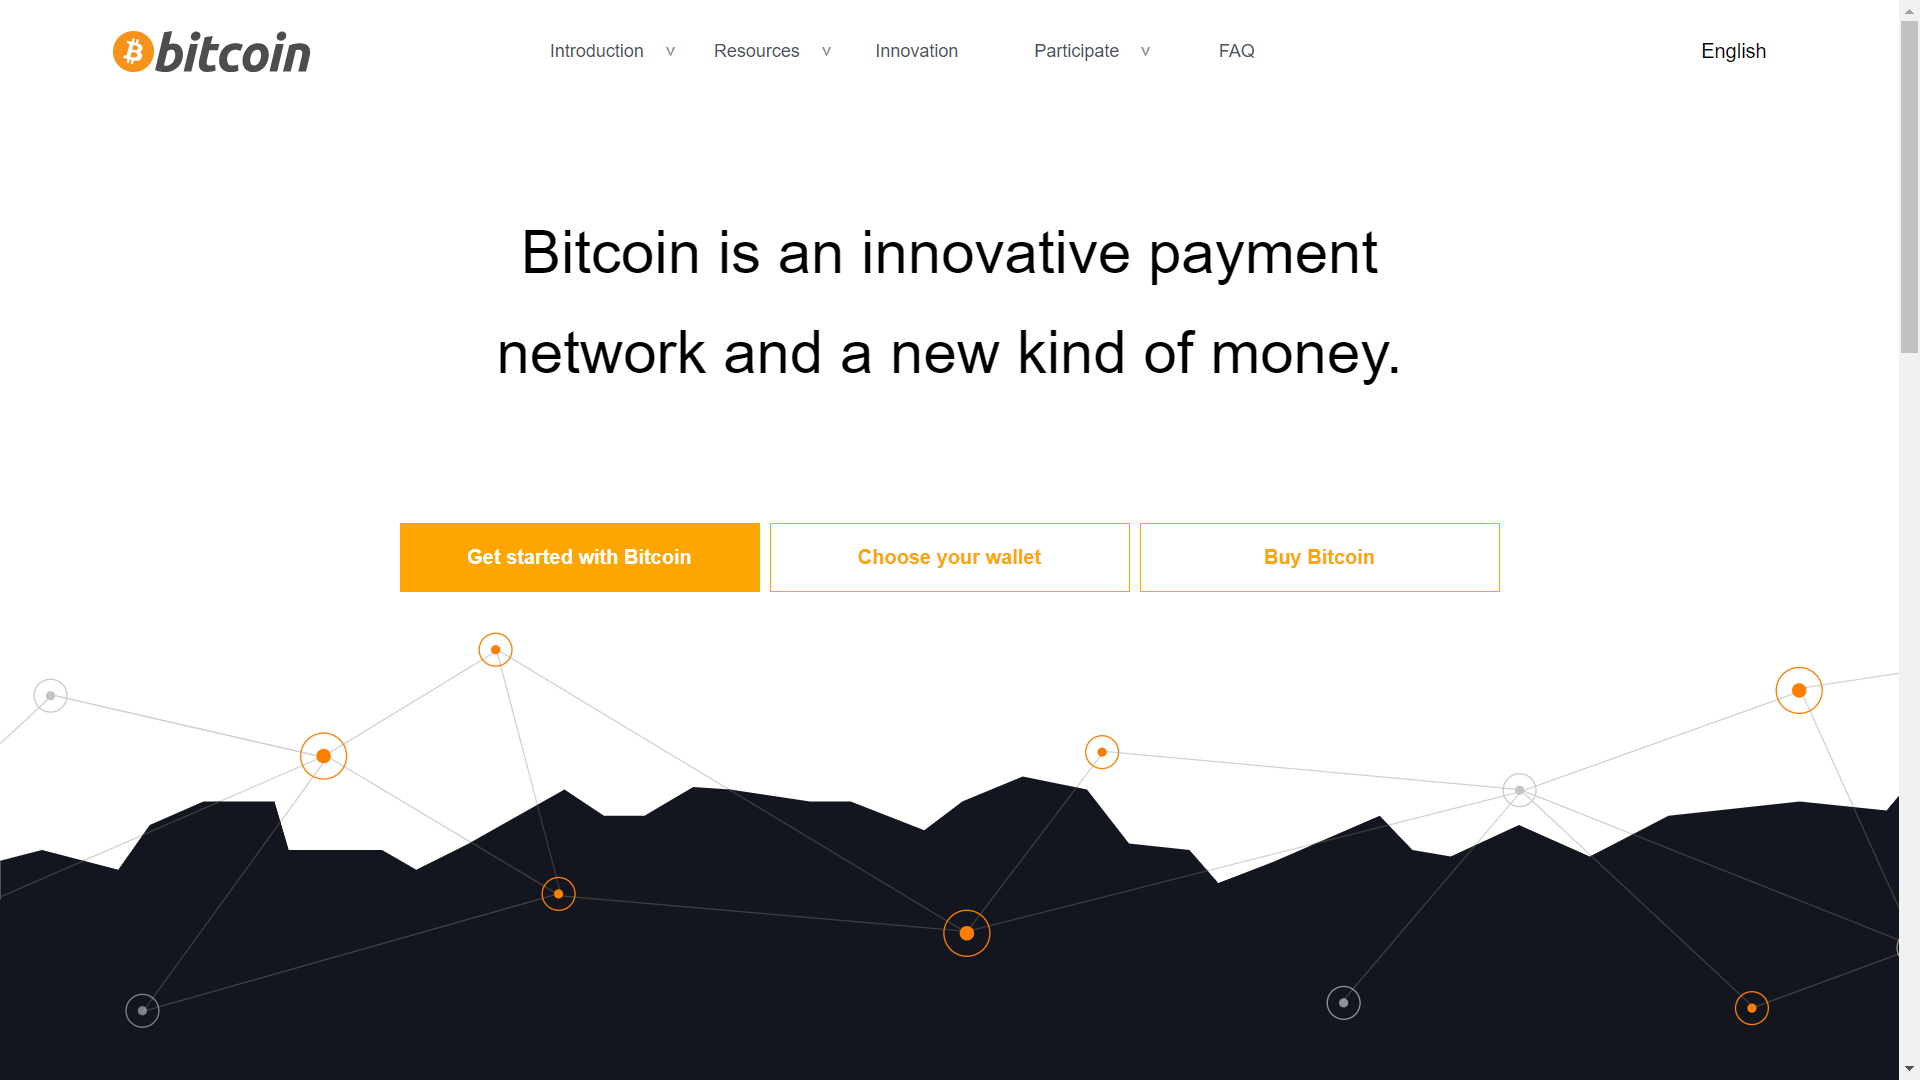 bitcoin
Introduction
Resources
Innovation
Participate
FAQ
English
Bitcoin is an innovative payment
network and a new kind of money.
Get started with Bitcoin
Choose your wallet
Buy Bitcoin